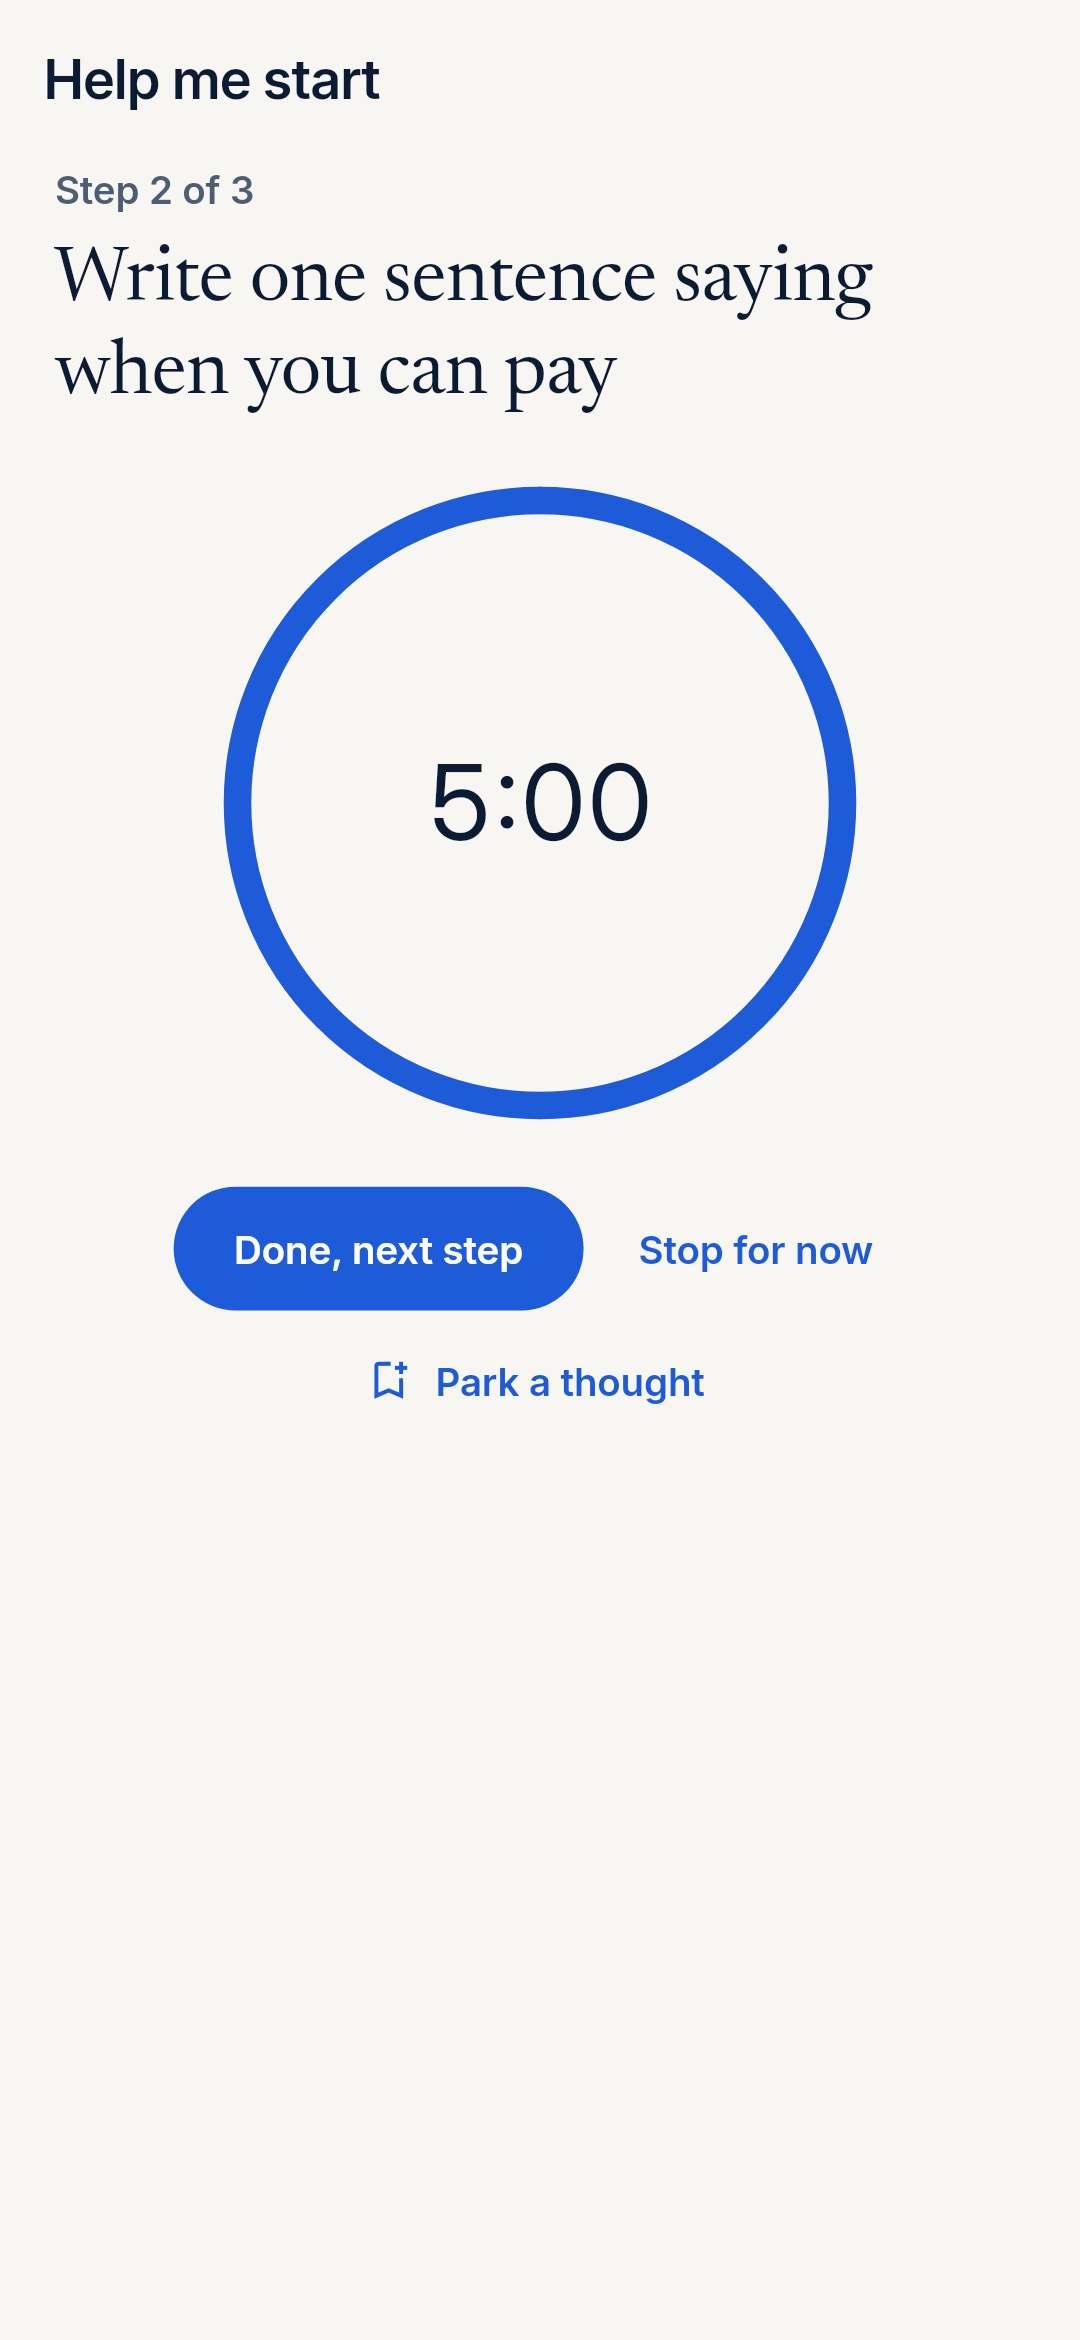 Help me start
Step 2 of 3
Write one sentence saying
when you can pay
5:00
Done, next step
Stop for now
Park a thought